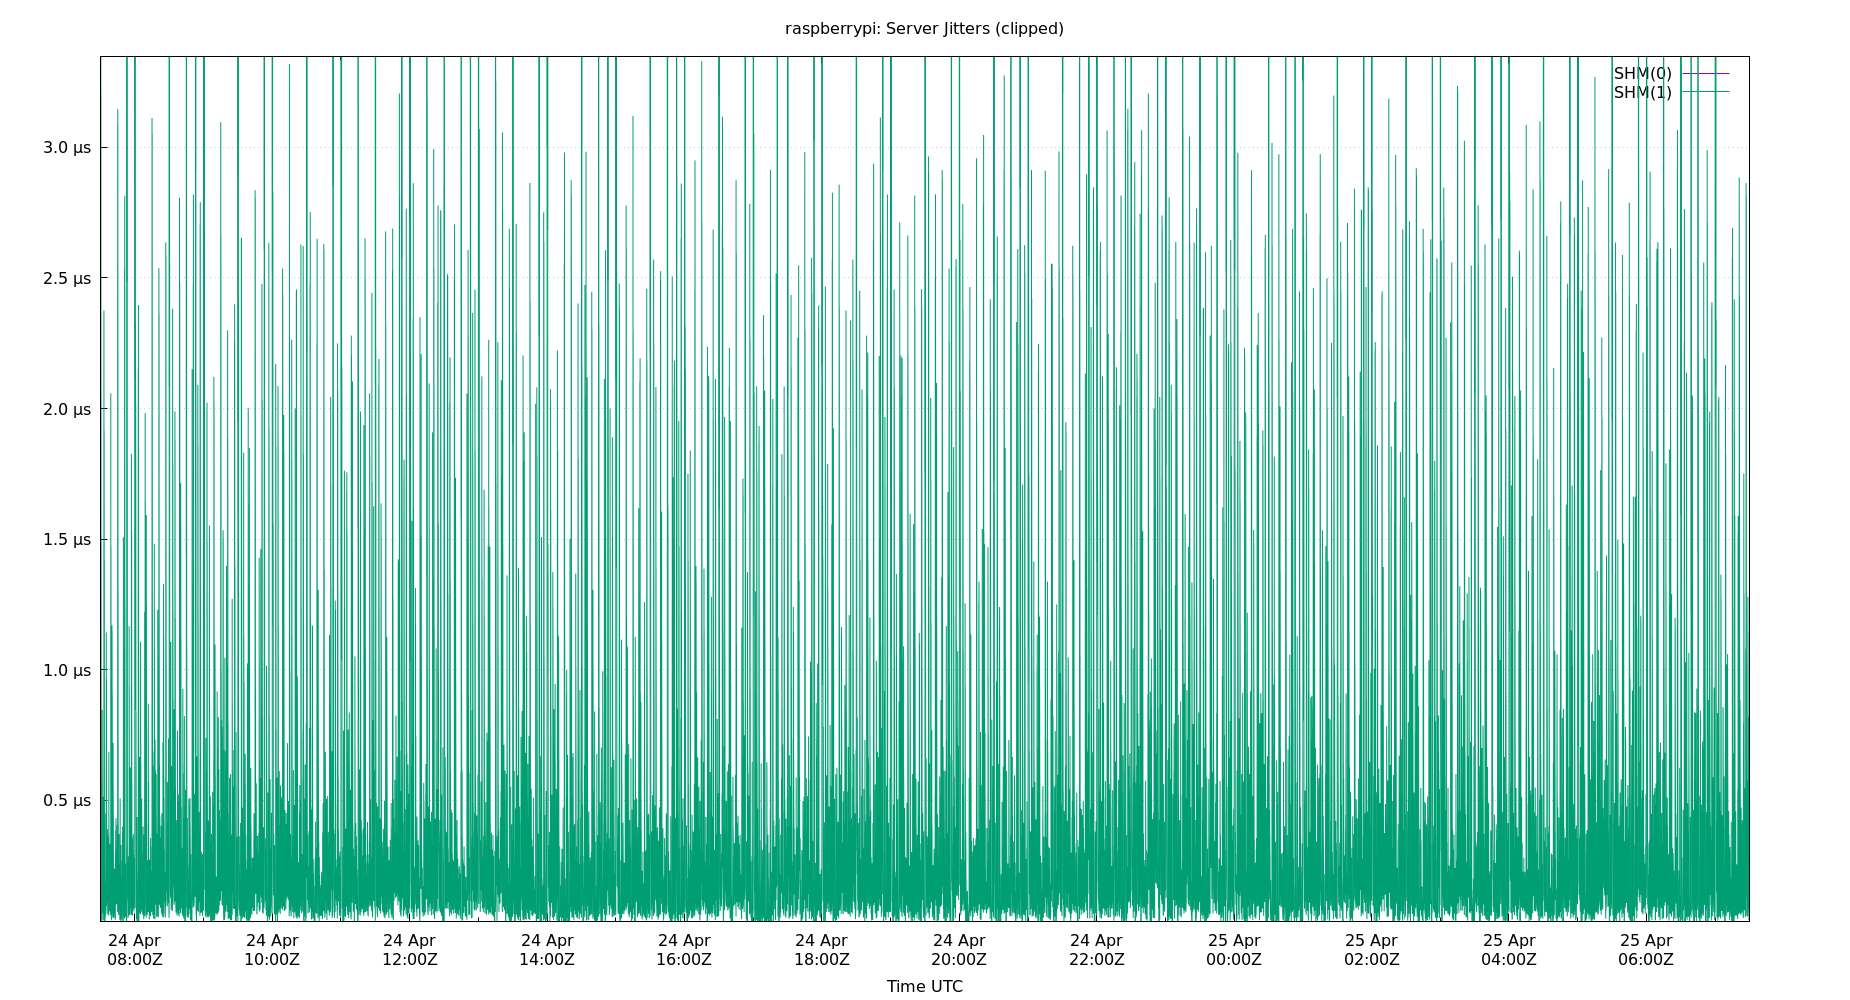 raspberrypi: Server Jitters (clipped)
SHM(0)
SHM(1)
3.0 µs
2.5 µs
2.0 µs
1.5 µs
1.0 µs
0.5 µs
24 Apr 24 Apr 24 Apr 24 Apr 24 Apr 24 Apr 24 Apr 24 Apr 25 Apr 25 Apr 25 Apr 25 Apr
08:00Z 10:00Z 12:00Z 14:00Z 16:00Z 18:00Z 20:00Z 22:00Z 00:00Z 02:00Z 04:00Z 06:00Z
Time UTC